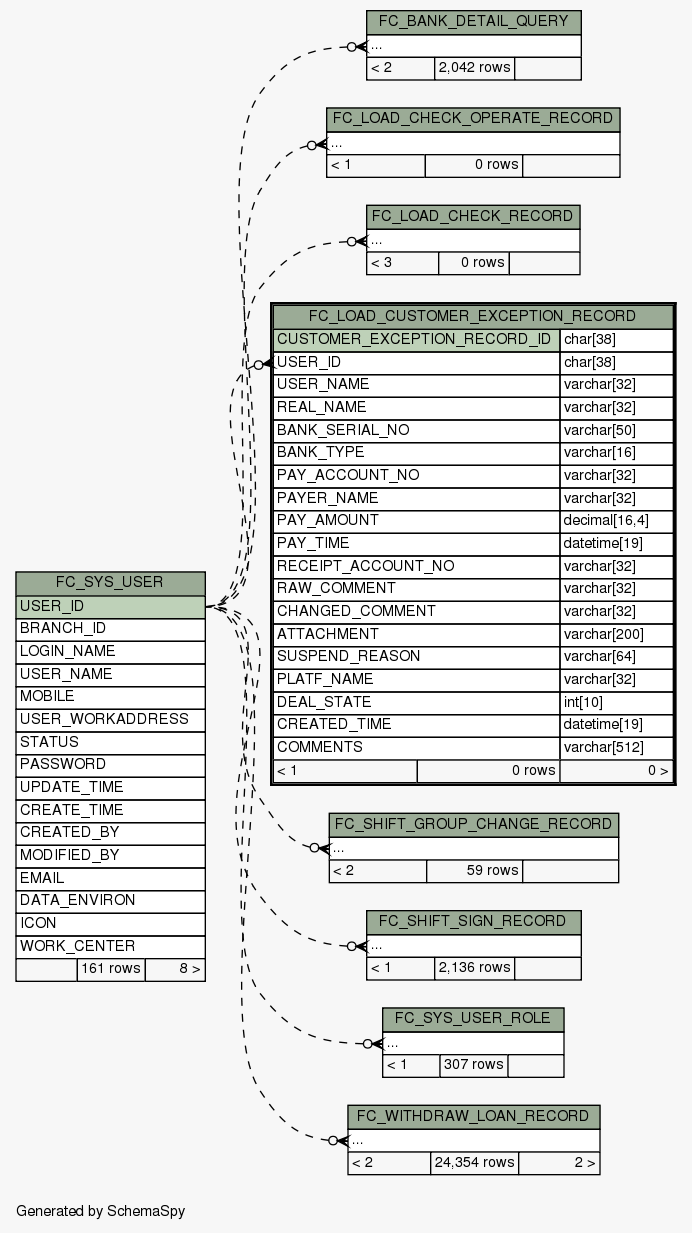 FC_BANK_DETAIL_QUERY
...
< 2 2,042 rows
FC_LOAD_CHECK_OPERATE_RECORD
...
< 1 0 rows
FC_LOAD_CHECK_RECORD
...
< 3 0 rows
FC_LOAD_CUSTOMER_EXCEPTION_RECORD
CUSTOMER_EXCEPTION_RECORD_ID char[38]
USER_ID char[38]
USER_NAME varchar[32]
REAL_NAME varchar[32]
BANK_SERIAL_NO varchar[50]
BANK_TYPE varchar[16]
PAY_ACCOUNT_NO varchar[32]
PAYER_NAME varchar[32]
PAY_AMOUNT decimal[16,4]
PAY_TIME datetime[19]
RECEIPT_ACCOUNT_NO varchar[32]
RAW_COMMENT varchar[32]
CHANGED_COMMENT varchar[32]
ATTACHMENT varchar[200]
SUSPEND_REASON varchar[64]
PLATF_NAME varchar[32]
DEAL_STATE int[10]
CREATED_TIME datetime[19]
COMMENTS varchar[512]
< 1 0 rows 0 >
FC_SYS_USER
USER_ID
BRANCH_ID
LOGIN_NAME
USER_NAME
MOBILE
USER_WORKADDRESS
STATUS
PASSWORD
UPDATE_TIME
CREATE_TIME
CREATED_BY
MODIFIED_BY
EMAIL
DATA_ENVIRON
ICON
WORK_CENTER
161 rows 8 >
FC_SHIFT_GROUP_CHANGE_RECORD
...
< 2 59 rows
FC_SHIFT_SIGN_RECORD
...
< 1 2,136 rows
FC_SYS_USER_ROLE
...
< 1 307 rows
FC_WITHDRAW_LOAN_RECORD
...
< 2 24,354 rows 2 >
Generated by SchemaSpy